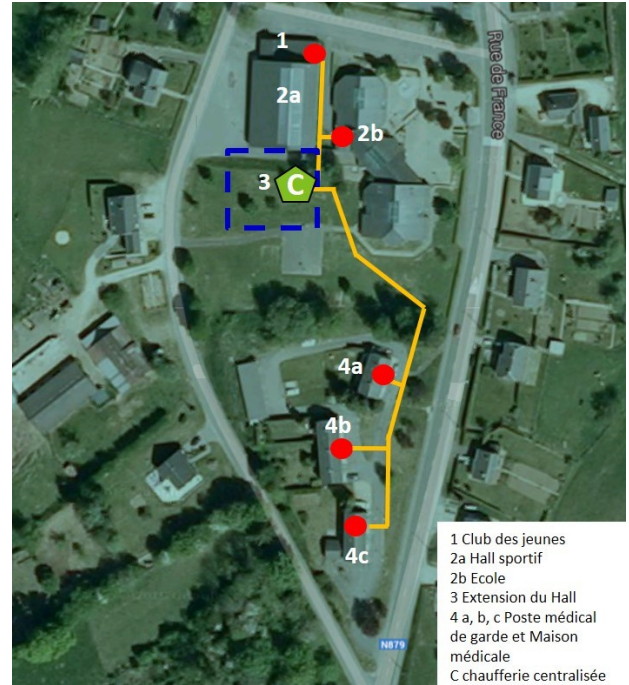 1
2a
Rue de France
2b
3
C
4a
4b
4c
N879
1 Club des jeunes
2a Hall sportif
2b Ecole
3 Extension du Hall
4 a, b, c Poste médical
de garde et Maison
médicale
C chaufferie centralisée